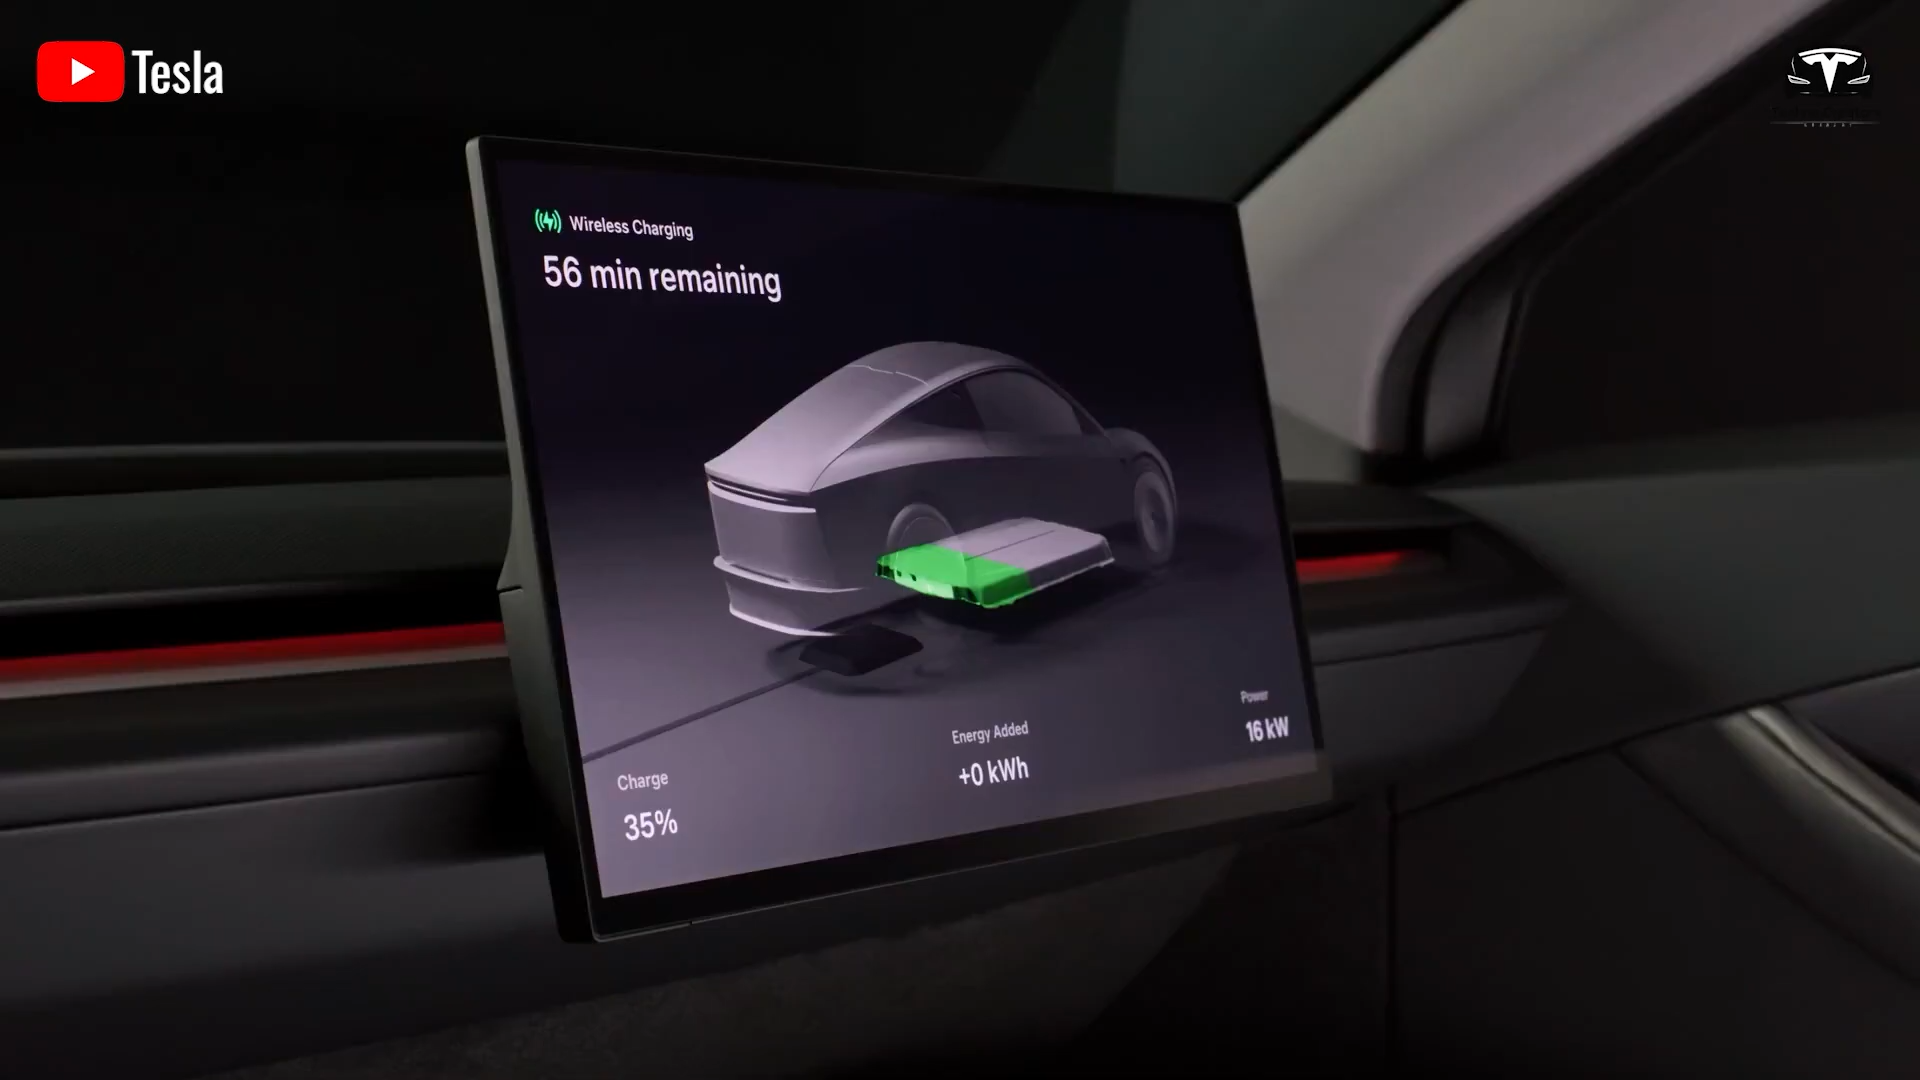 Tesla
Wireless Charging
56 min remaining
Power
16 kW
Energy Added
+0 kWh
Charge
35%